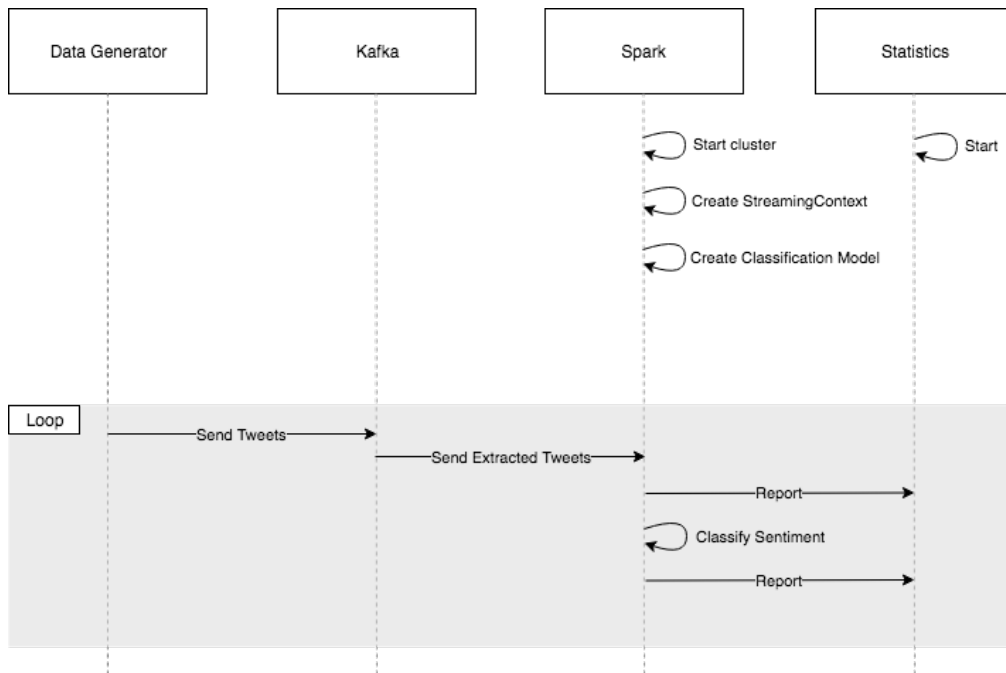 Data Generator
Kafka
Spark
Statistics
Start cluster
Start
Create StreamingContext
Create Classification Model
Loop
Send Tweets
Send Extracted Tweets
Report
Classify Sentiment
Report